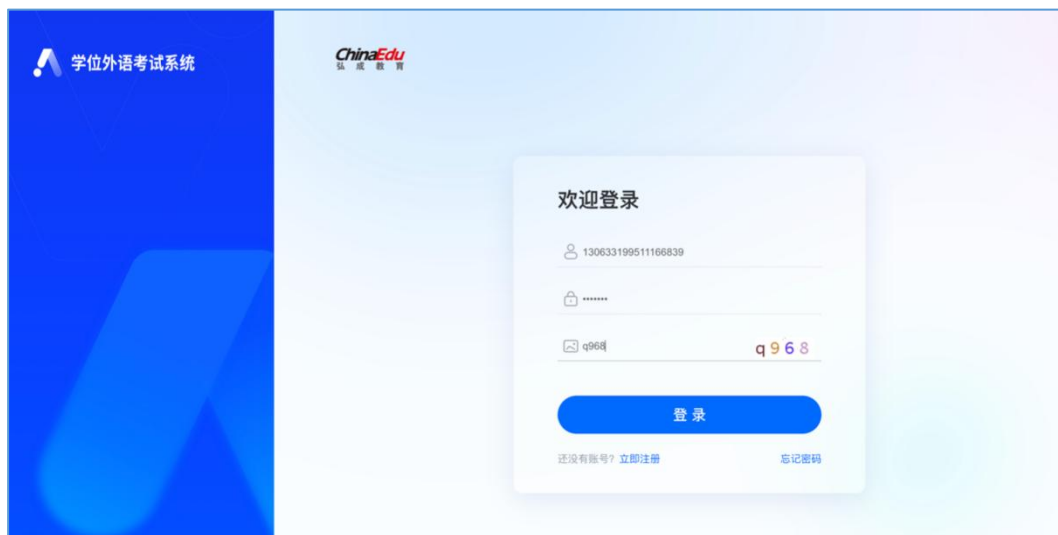 学位外语考试系统
ChinaEdu
弘成教育
欢迎登录
130633199511166839
•••••••
q968
q968
登录
还没有账号? 立即注册
忘记密码